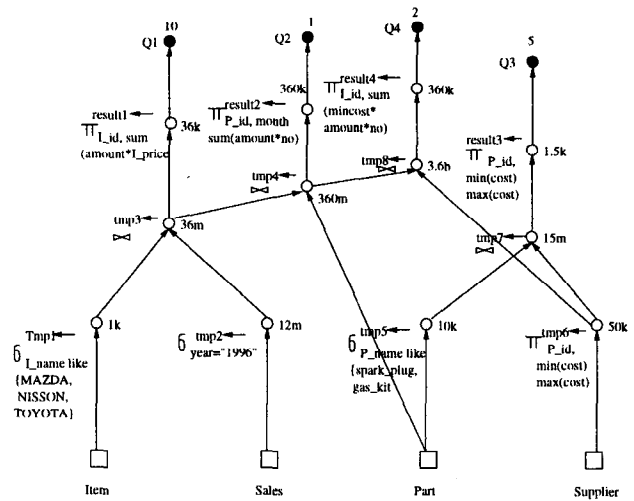 10
Q1
1
Q2
2
Q4
5
Q3
result1
36k
π I_id, sum
(amount*I_price
360k
result2
π P_id, month
sum(amount*no)
result4
360k
π I_id, sum
(mincost*
amount*no)
result3
1.5k
π P_id,
min(cost)
max(cost)
tmp3
⋈
36m
tmp4
⋈
360m
tmp8
⋈
3.6b
tmp7
⋈
15m
Tmp1
1k
б I_name like
{MAZDA,
NISSON,
TOYOTA}
tmp2
12m
б year="1996"
tmp5
10k
б P_name like
{spark_plug,
gas_kit
tmp6
50k
π P_id,
min(cost)
max(cost)
Item
Sales
Part
Supplier